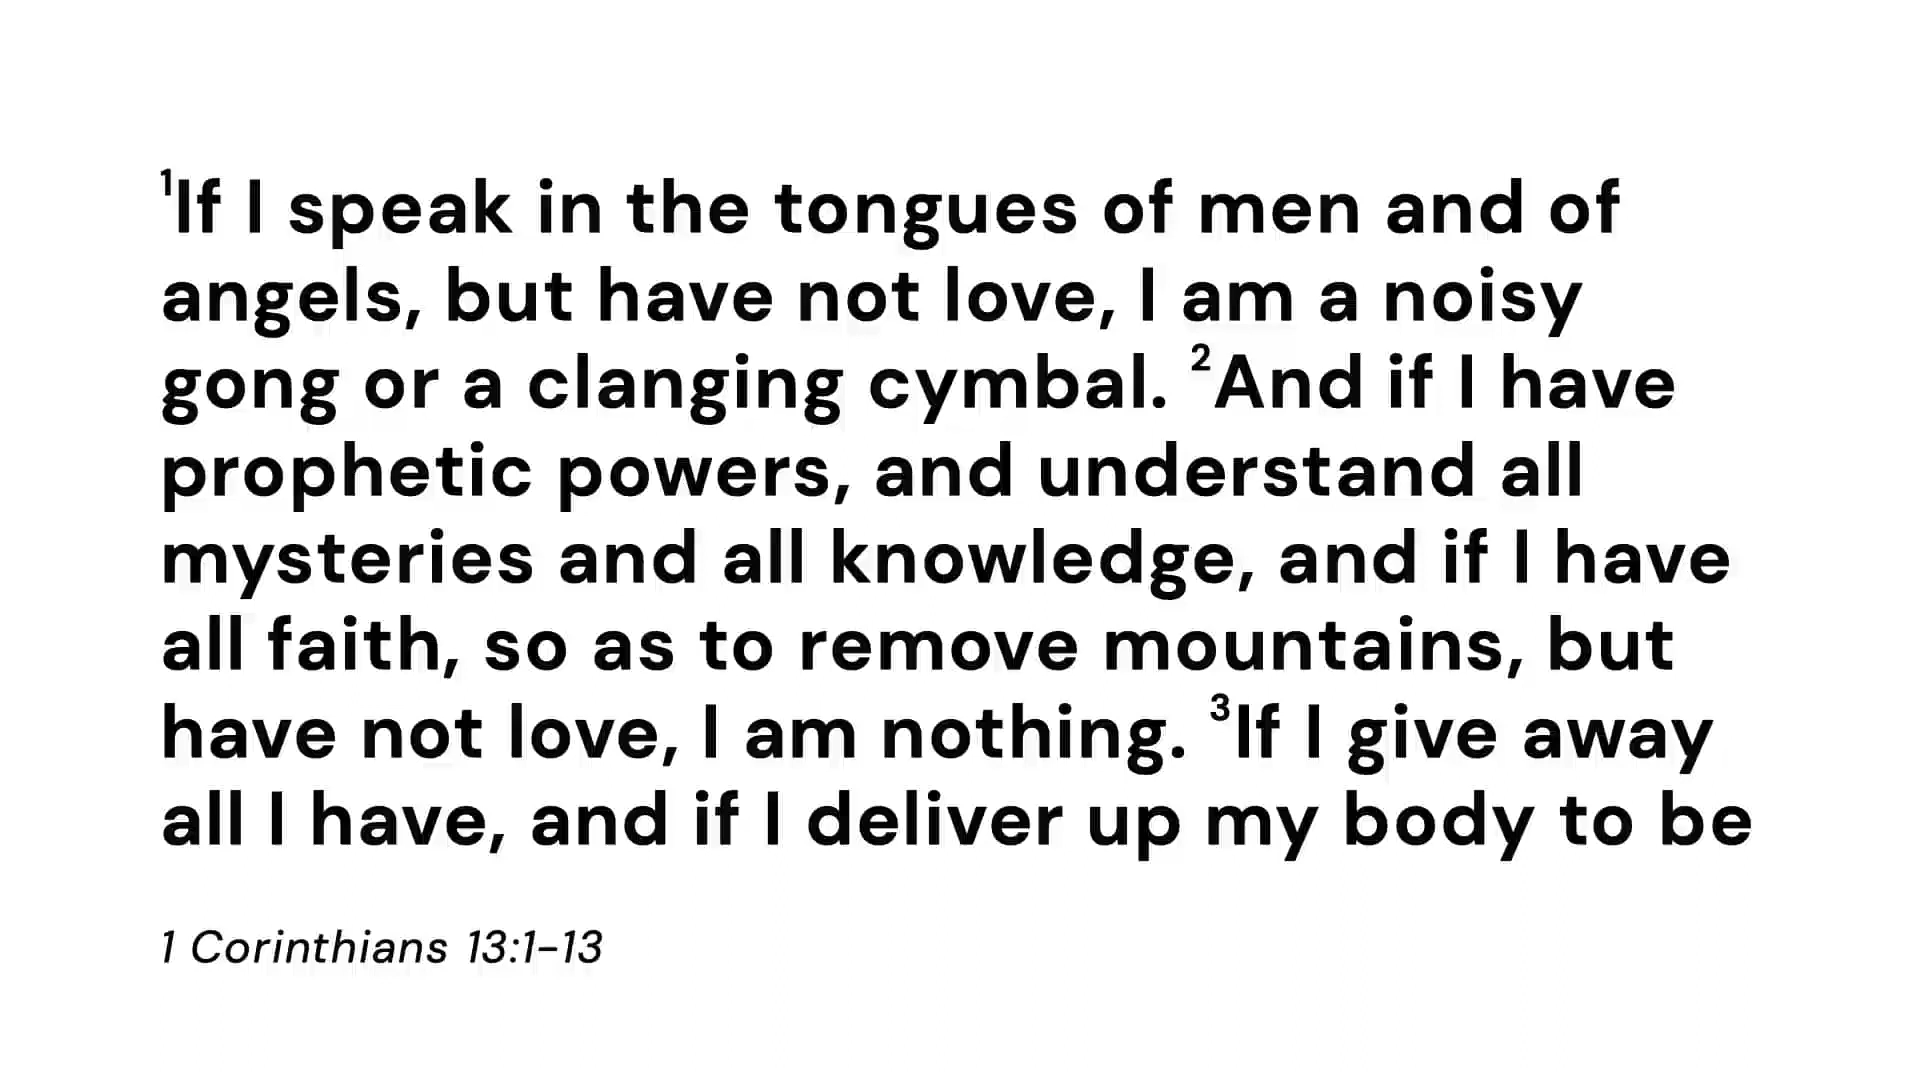 ¹If I speak in the tongues of men and of
angels, but have not love, I am a noisy
gong or a clanging cymbal. ²And if I have
prophetic powers, and understand all
mysteries and all knowledge, and if I have
all faith, so as to remove mountains, but
have not love, I am nothing. ³If I give away
all I have, and if I deliver up my body to be
1 Corinthians 13:1–13